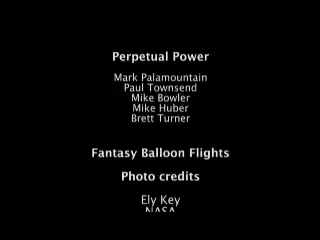 Perpetual Power
Mark Palamountain
Paul Townsend
Mike Bowler
Mike Huber
Brett Turner
Fantasy Balloon Flights
Photo credits
Ely Key
NASA